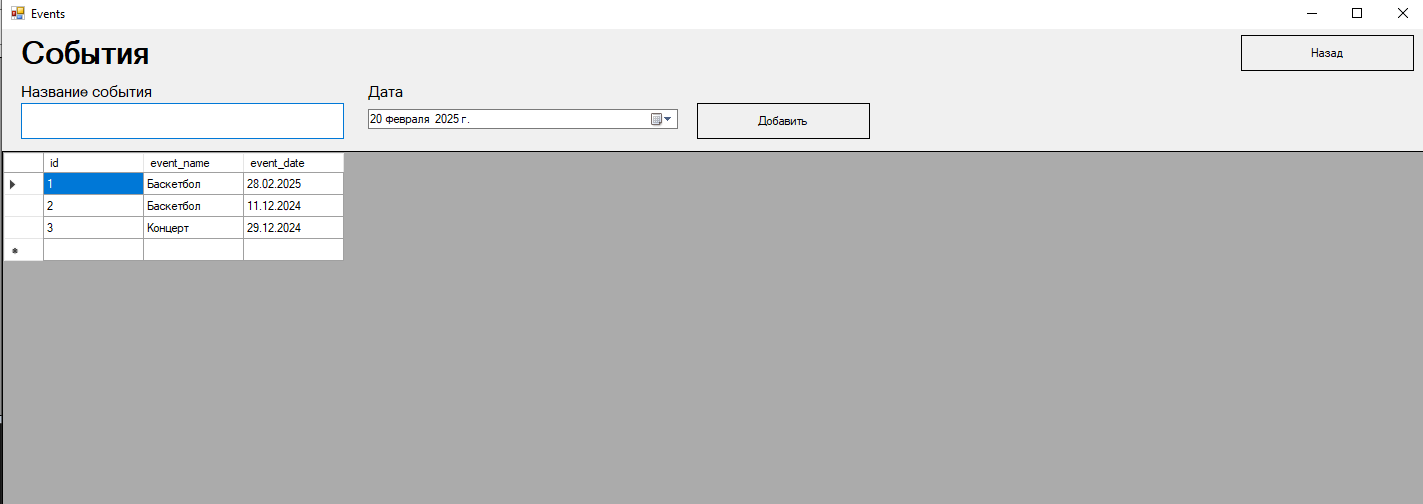 Events
События
Назад
Название события
Дата
20 февраля 2025 г.
Добавить
id event_name event_date
1 Баскетбол 28.02.2025
2 Баскетбол 11.12.2024
3 Концерт 29.12.2024